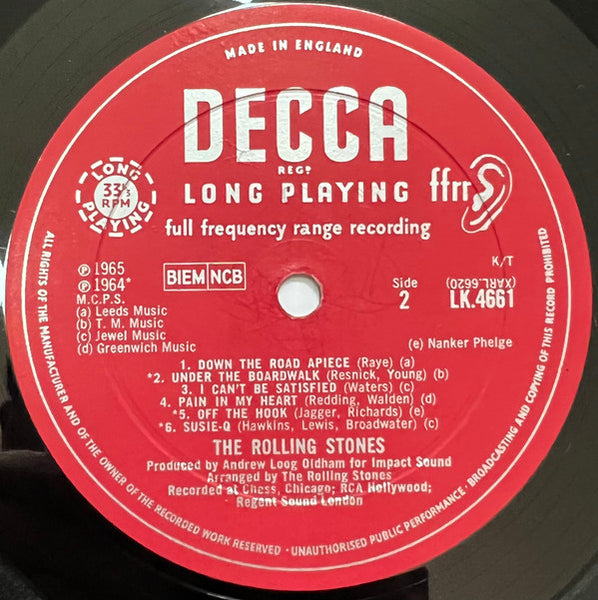 MADE IN ENGLAND
DECCA
REGD
LONG PLAYING
ffrr
LONG PLAYING
33⅓
RPM
full frequency range recording
K/T
℗ 1965
℗ 1964*
BIEM NCB
Side
2
(XARL.6620)
LK.4661
M.C.P.S.
(a) Leeds Music
(b) T. M. Music
(c) Jewel Music
(d) Greenwich Music
(e) Nanker Phelge
1. DOWN THE ROAD APIECE (Raye) (a)
*2. UNDER THE BOARDWALK (Resnick, Young) (b)
3. I CAN'T BE SATISFIED (Waters) (c)
4. PAIN IN MY HEART (Redding, Walden) (d)
*5. OFF THE HOOK (Jagger, Richards) (e)
*6. SUSIE-Q (Hawkins, Lewis, Broadwater) (c)
THE ROLLING STONES
Produced by Andrew Loog Oldham for Impact Sound
Arranged by The Rolling Stones
Recorded at Chess, Chicago; RCA Hollywood;
Regent Sound London
ALL RIGHTS OF THE MANUFACTURER AND OF THE OWNER OF THE RECORDED WORK RESERVED · UNAUTHORISED PUBLIC PERFORMANCE · BROADCASTING AND COPYING OF THIS RECORD PROHIBITED